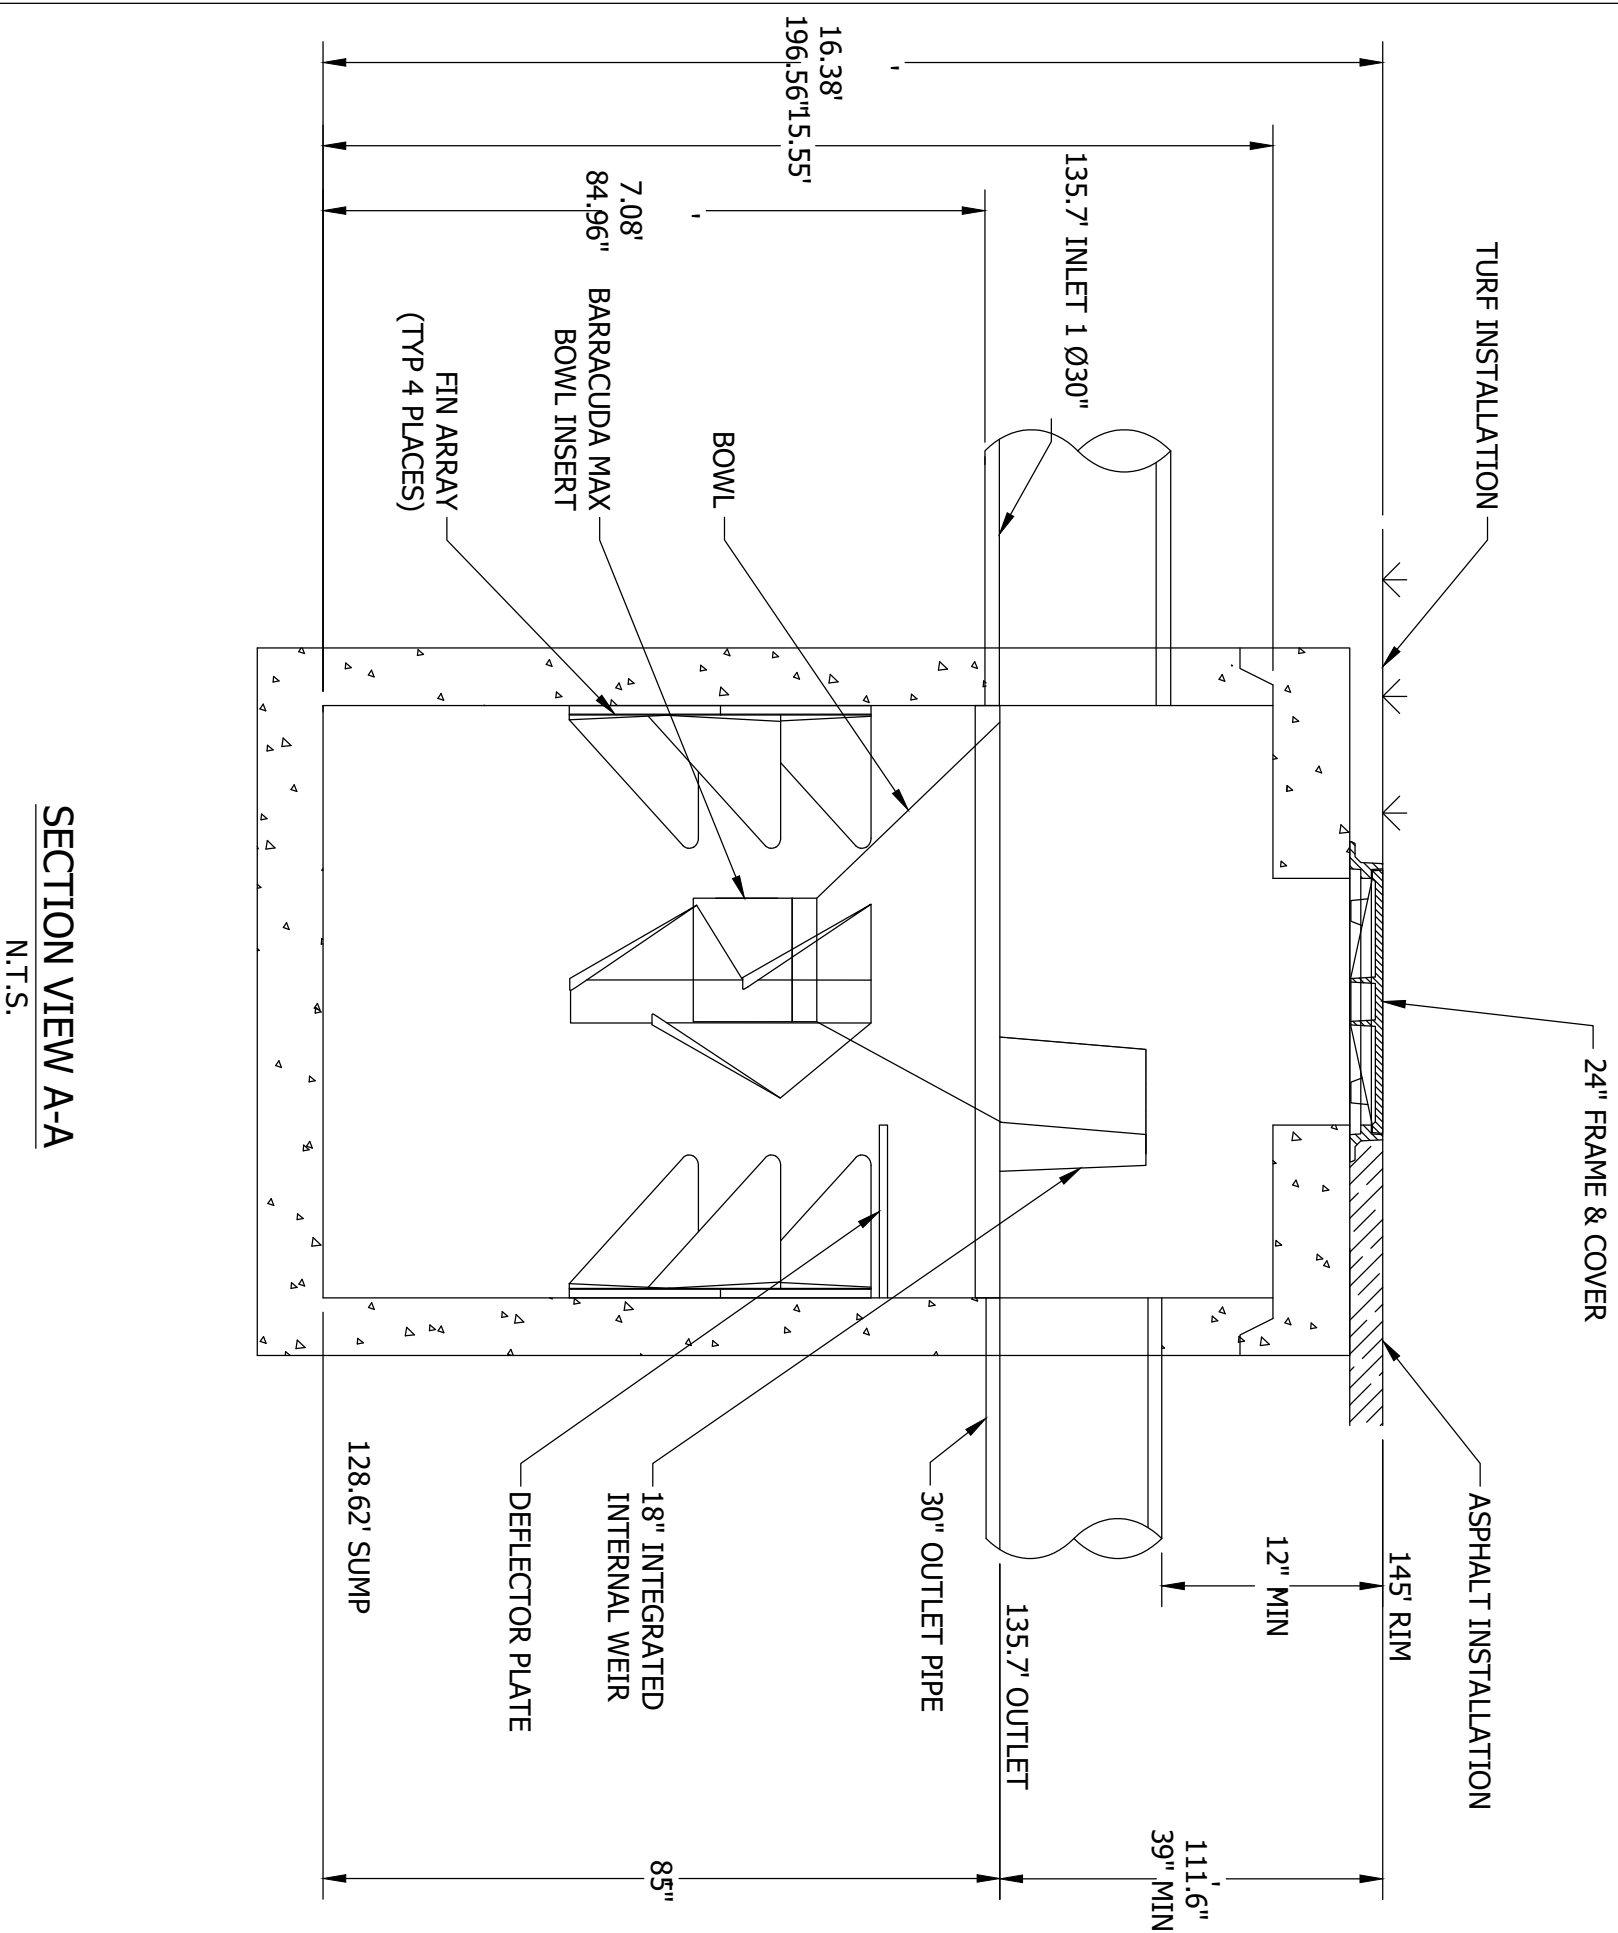 24" FRAME & COVER
TURF INSTALLATION
ASPHALT INSTALLATION
145' RIM
12" MIN
111.6"
39" MIN
135.7' INLET 1 Ø30"
135.7' OUTLET
30" OUTLET PIPE
16.38'
196.56"
15.55'
7.08'
84.96"
85"
BOWL
BARRACUDA MAX
BOWL INSERT
FIN ARRAY
(TYP 4 PLACES)
18" INTEGRATED
INTERNAL WEIR
DEFLECTOR PLATE
128.62' SUMP
SECTION VIEW A-A
N.T.S.